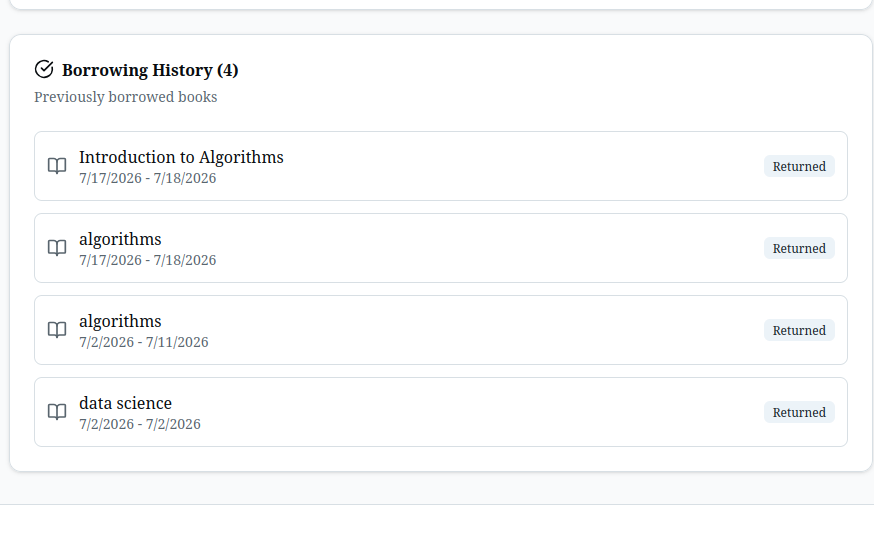 Borrowing History (4)
Previously borrowed books
Introduction to Algorithms
7/17/2026 - 7/18/2026
Returned
algorithms
7/17/2026 - 7/18/2026
Returned
algorithms
7/2/2026 - 7/11/2026
Returned
data science
7/2/2026 - 7/2/2026
Returned